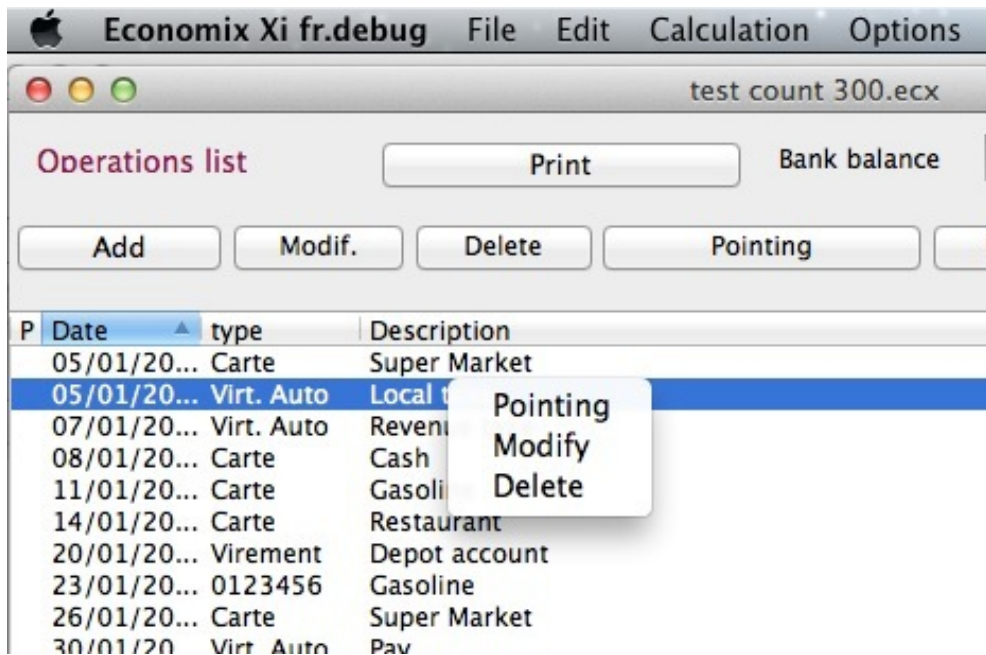 Economix Xi fr.debug File Edit Calculation Options
test count 300.ecx
Operations list Print Bank balance
Add Modif. Delete Pointing
P Date type Description
05/01/20... Carte Super Market
05/01/20... Virt. Auto Local
07/01/20... Virt. Auto
08/01/20... Carte Cash
11/01/20... Carte
14/01/20... Carte Restaurant
20/01/20... Virement Depot account
23/01/20... 0123456 Gasoline
26/01/20... Carte Super Market
30/01/20... Virt. Auto Pay
Pointing
Modify
Delete